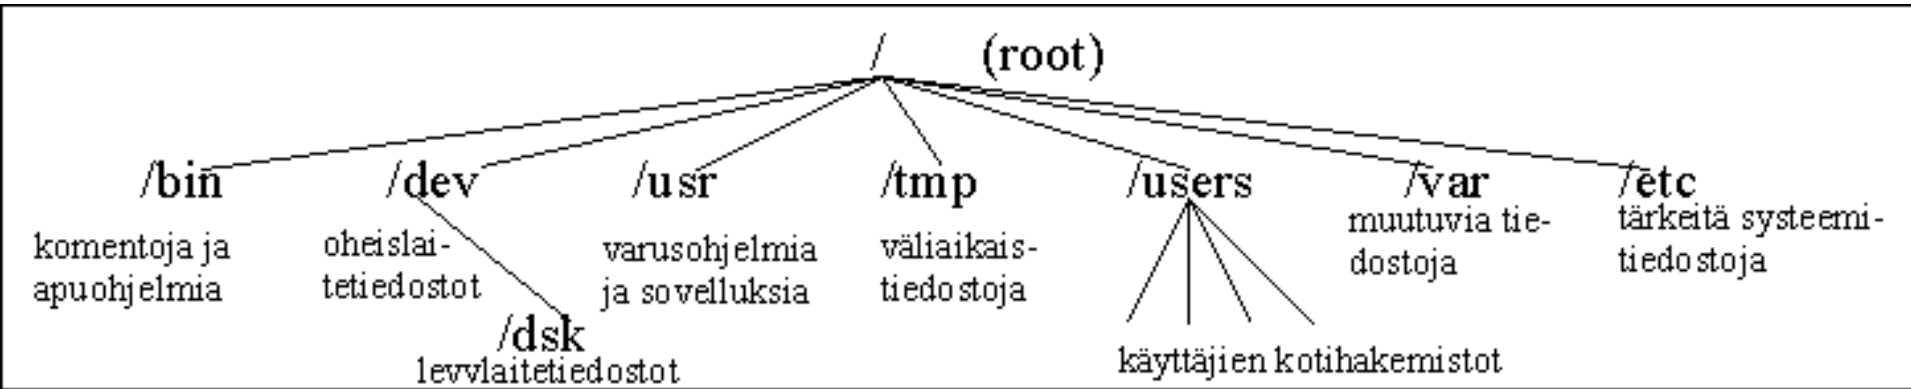 / (root)
/bin /dev /usr /tmp /users /var /etc
komentoja ja
apuohjelmia
oheislai-
tetiedostot
varusohjelmia
ja sovelluksia
väliaikais-
tiedostoja
muutuvia tie-
dostoja
tärkeitä systeemi-
tiedostoja
/dsk
levylaitetiedostot
käyttäjien kotihakemistot